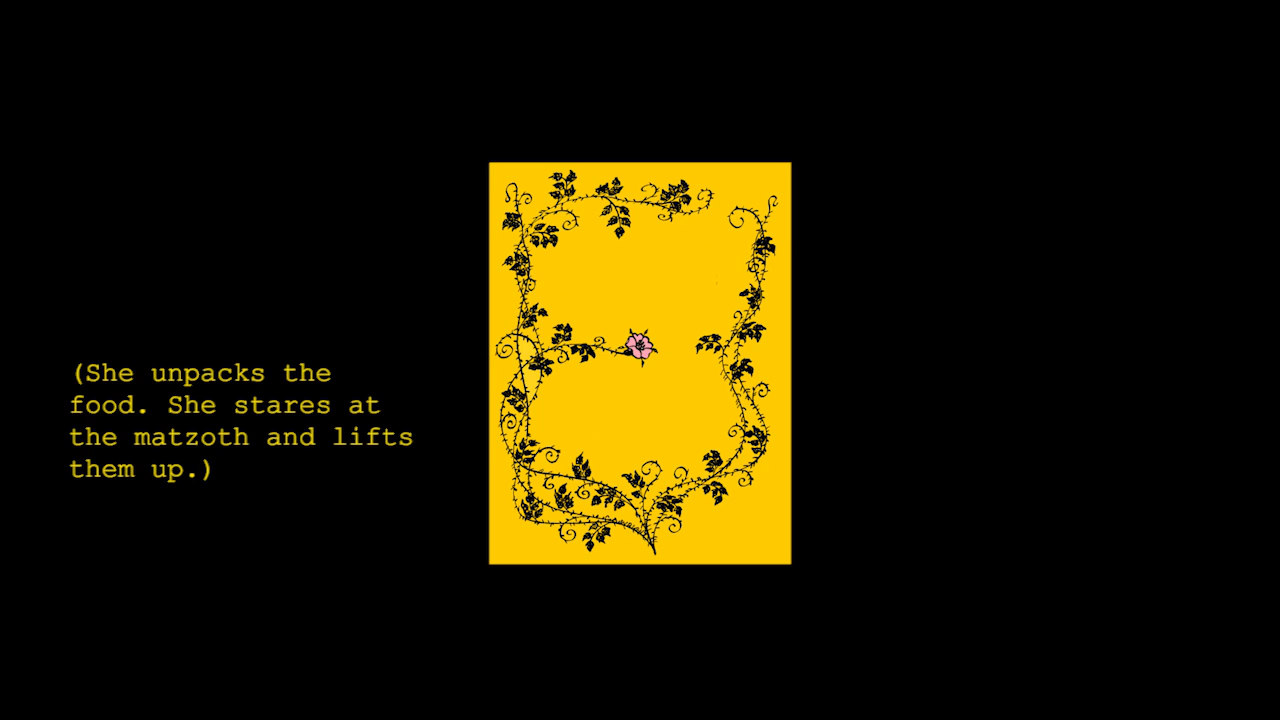 (She unpacks the
food. She stares at
the matzoth and lifts
them up.)